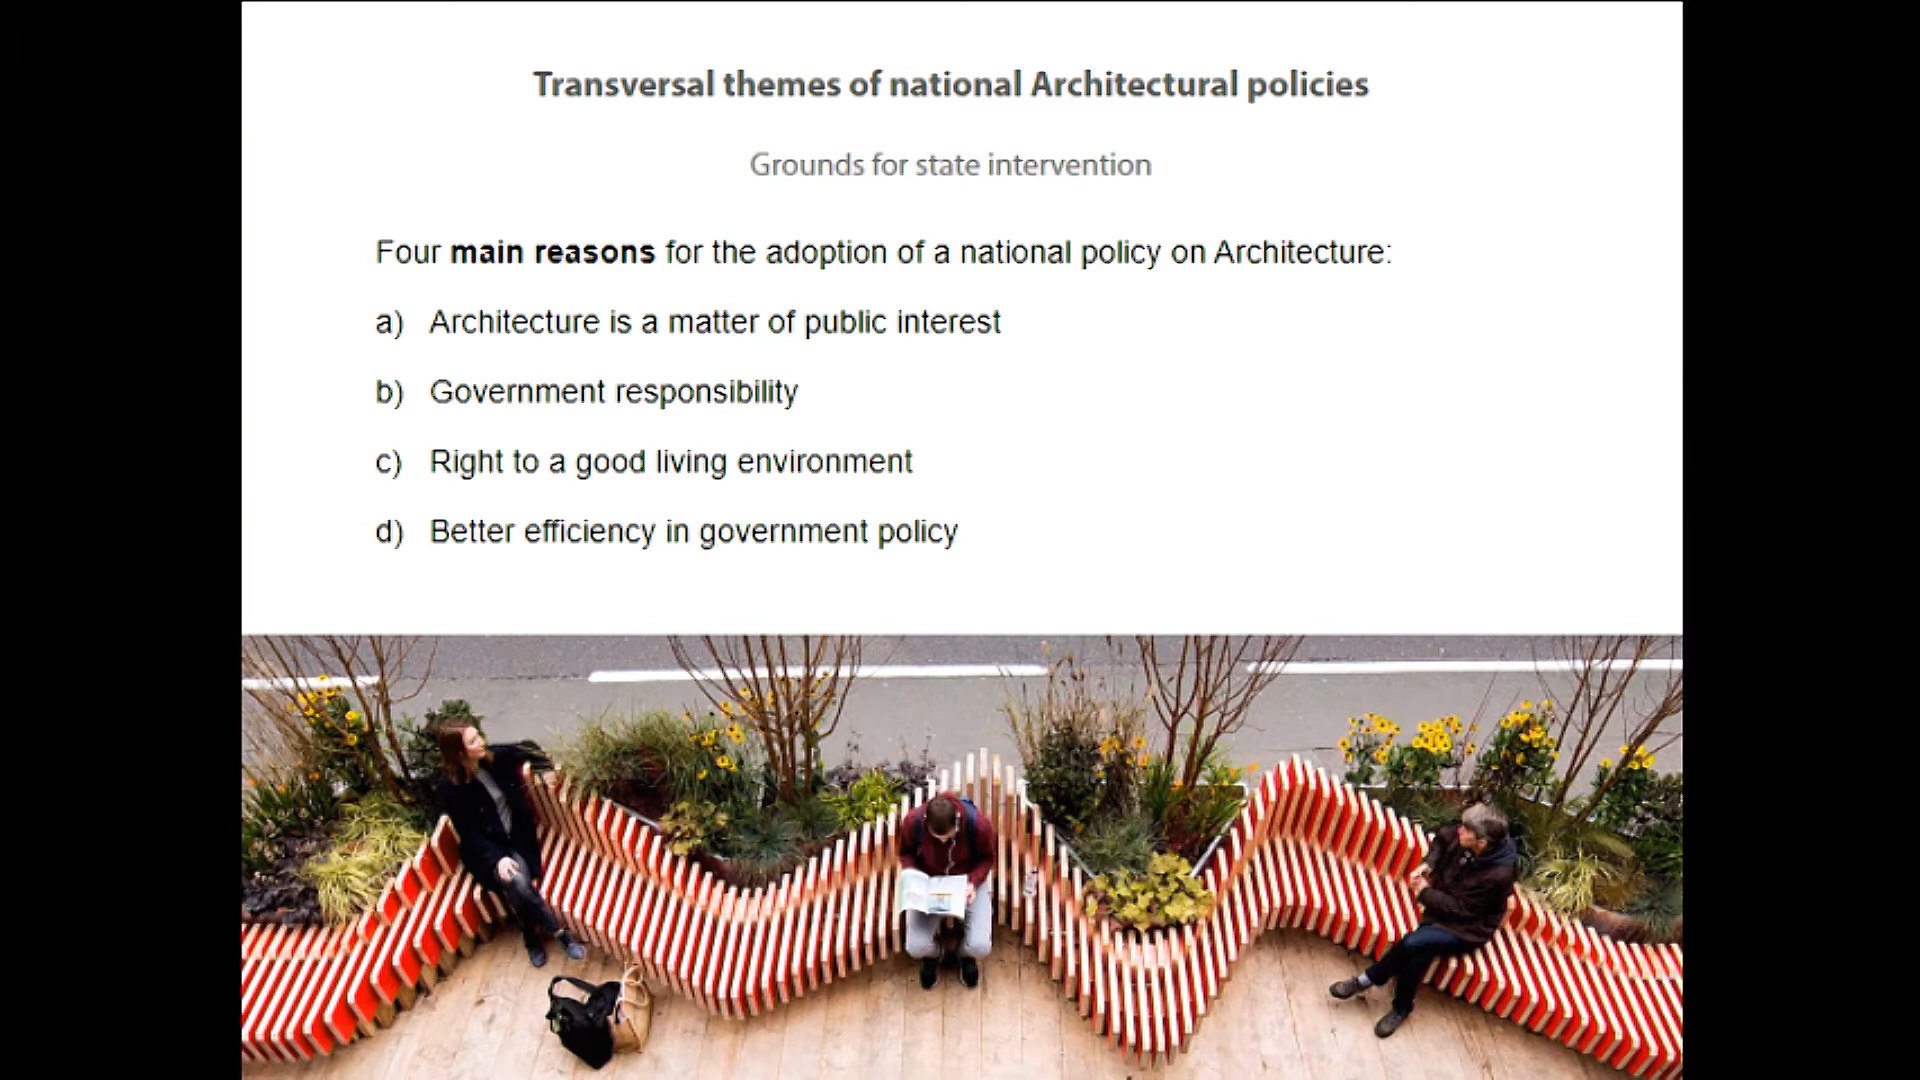 Transversal themes of national Architectural policies
Grounds for state intervention
Four main reasons for the adoption of a national policy on Architecture:
a) Architecture is a matter of public interest
b) Government responsibility
c) Right to a good living environment
d) Better efficiency in government policy